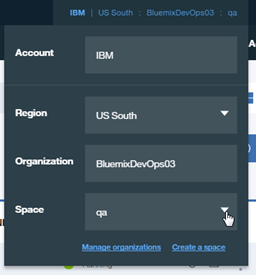 IBM | US South : BluemixDevOps03 : qa
Account IBM
Region US South
Organization BluemixDevOps03
Space qa
Manage organizations Create a space